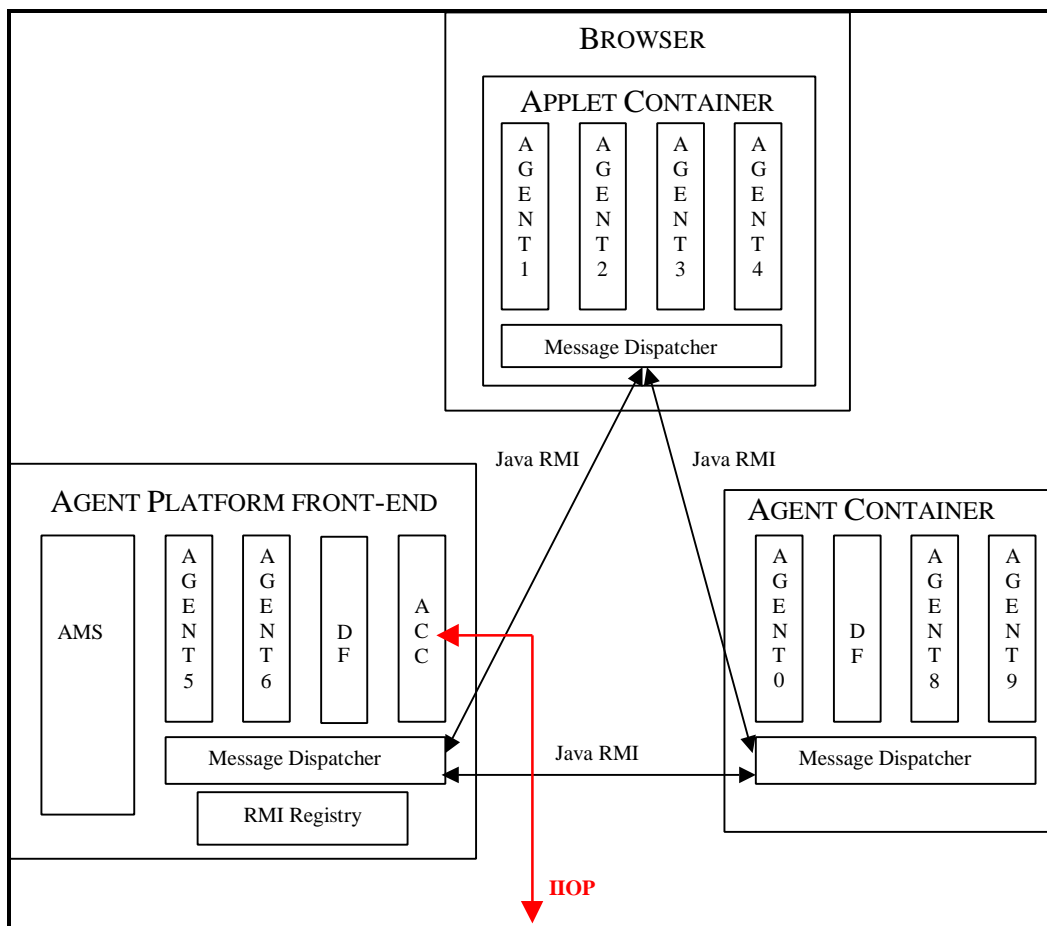 BROWSER
APPLET CONTAINER
AGENT1
AGENT2
AGENT3
AGENT4
Message Dispatcher
Java RMI
Java RMI
AGENT PLATFORM FRONT-END
AMS
AGENT5
AGENT6
DF
ACC
Message Dispatcher
RMI Registry
Java RMI
AGENT CONTAINER
AGENT0
DF
AGENT8
AGENT9
Message Dispatcher
IIOP